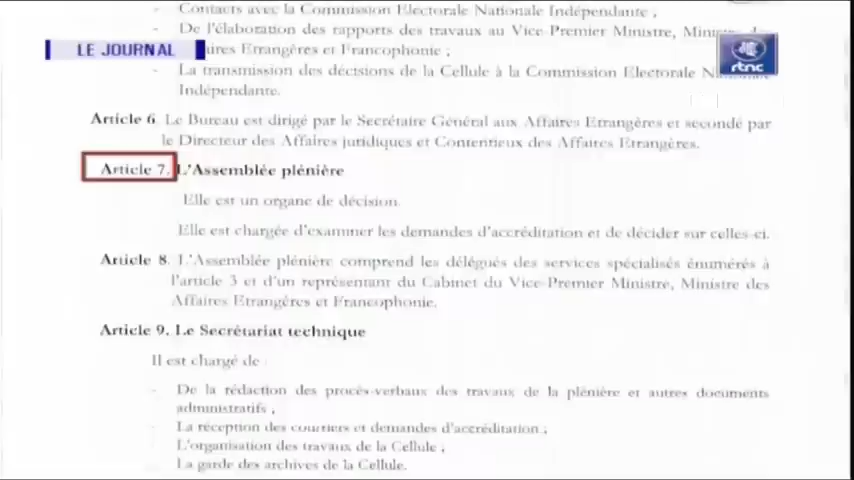 - Contacts avec la Commission Electorale Nationale Indépendante ;
- De l'élaboration des rapports des travaux au Vice-Premier Ministre, Ministre des
LE JOURNAL
aires Etrangères et Francophonie ;
rtnc
- La transmission des décisions de la Cellule à la Commission Electorale Nationale
Indépendante.
Article 6. Le Bureau est dirigé par le Secrétaire Général aux Affaires Etrangères et secondé par
le Directeur des Affaires juridiques et Contentieux des Affaires Etrangères.
Article 7. L'Assemblée plénière
Elle est un organe de décision.
Elle est chargée d'examiner les demandes d'accréditation et de décider sur celles-ci.
Article 8. L'Assemblée plénière comprend les délégués des services spécialisés énumérés à
l'article 3 et d'un représentant du Cabinet du Vice-Premier Ministre, Ministre des
Affaires Etrangères et Francophonie.
Article 9. Le Secrétariat technique
Il est chargé de :
- De la rédaction des procès-verbaux des travaux de la plénière et autres documents
administratifs ;
- La réception des courriers et demandes d'accréditation ;
- L'organisation des travaux de la Cellule ;
- La garde des archives de la Cellule.